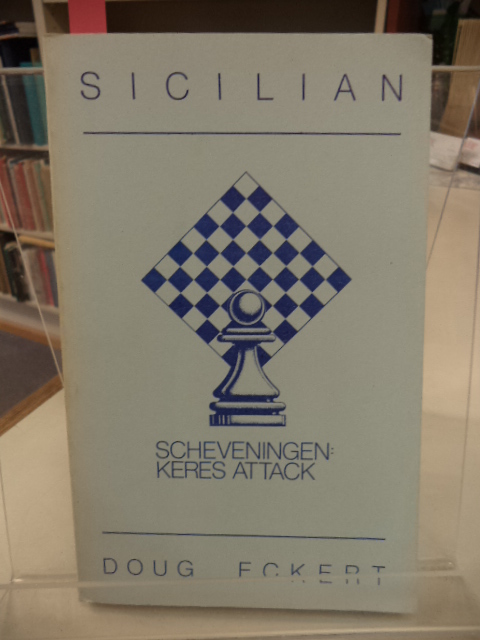 SICILIAN
SCHEVENINGEN:
KERES ATTACK
DOUG ECKERT